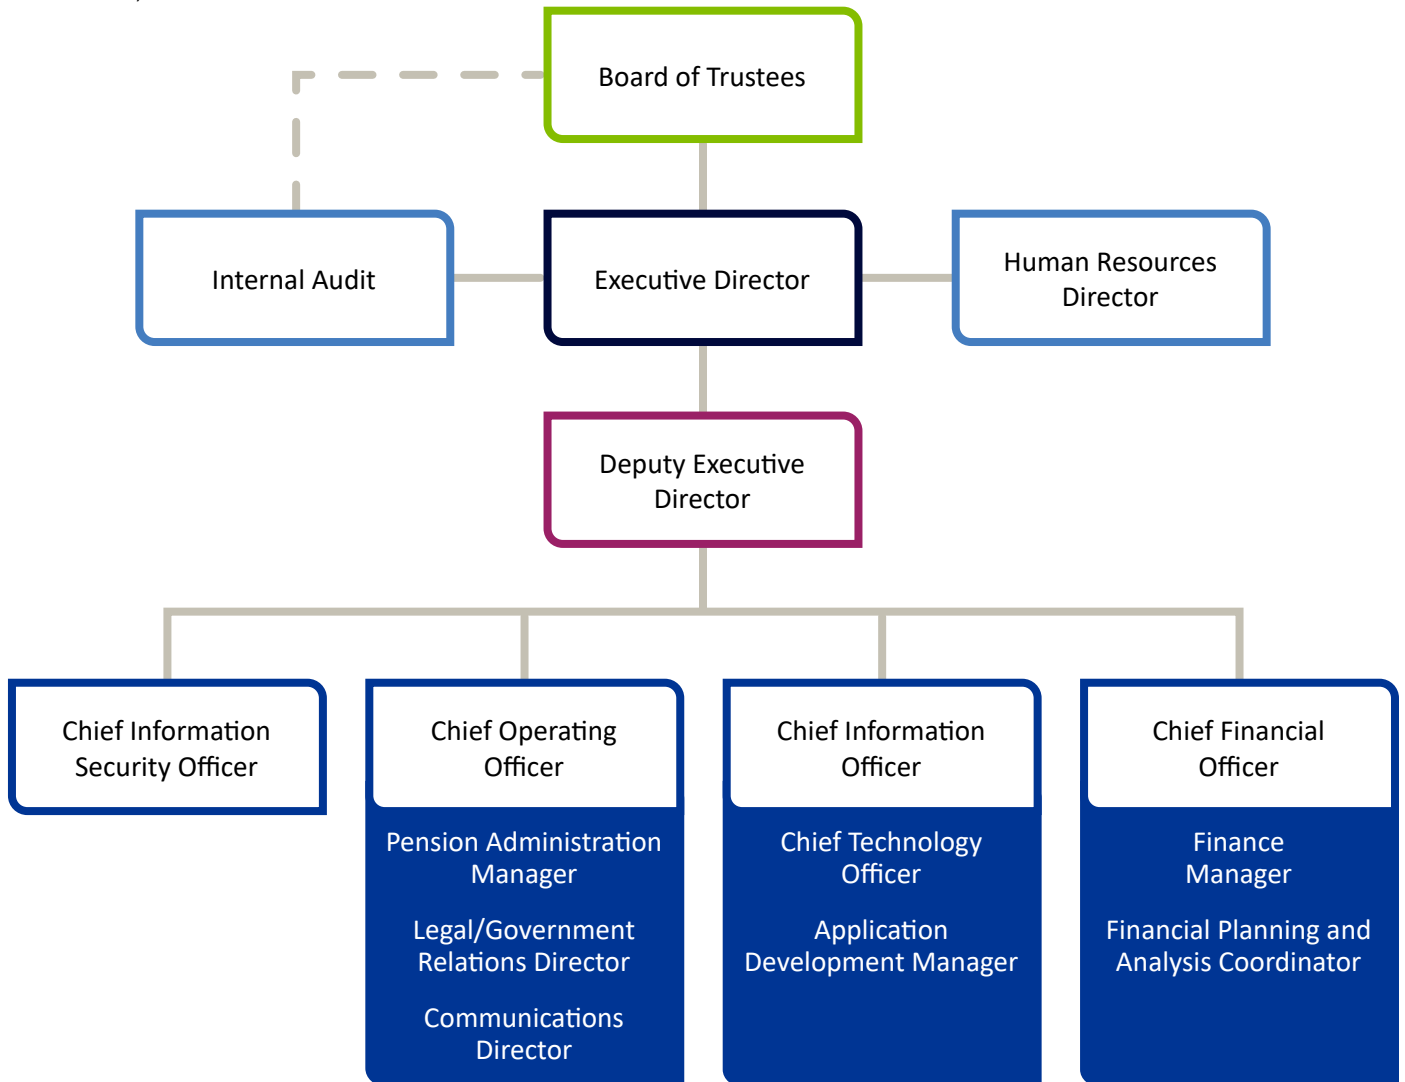 Board of Trustees
Internal Audit
Executive Director
Human Resources
Director
Deputy Executive
Director
Chief Information
Security Officer
Chief Operating
Officer
Pension Administration
Manager
Legal/Government
Relations Director
Communications
Director
Chief Information
Officer
Chief Technology
Officer
Application
Development Manager
Chief Financial
Officer
Finance
Manager
Financial Planning and
Analysis Coordinator